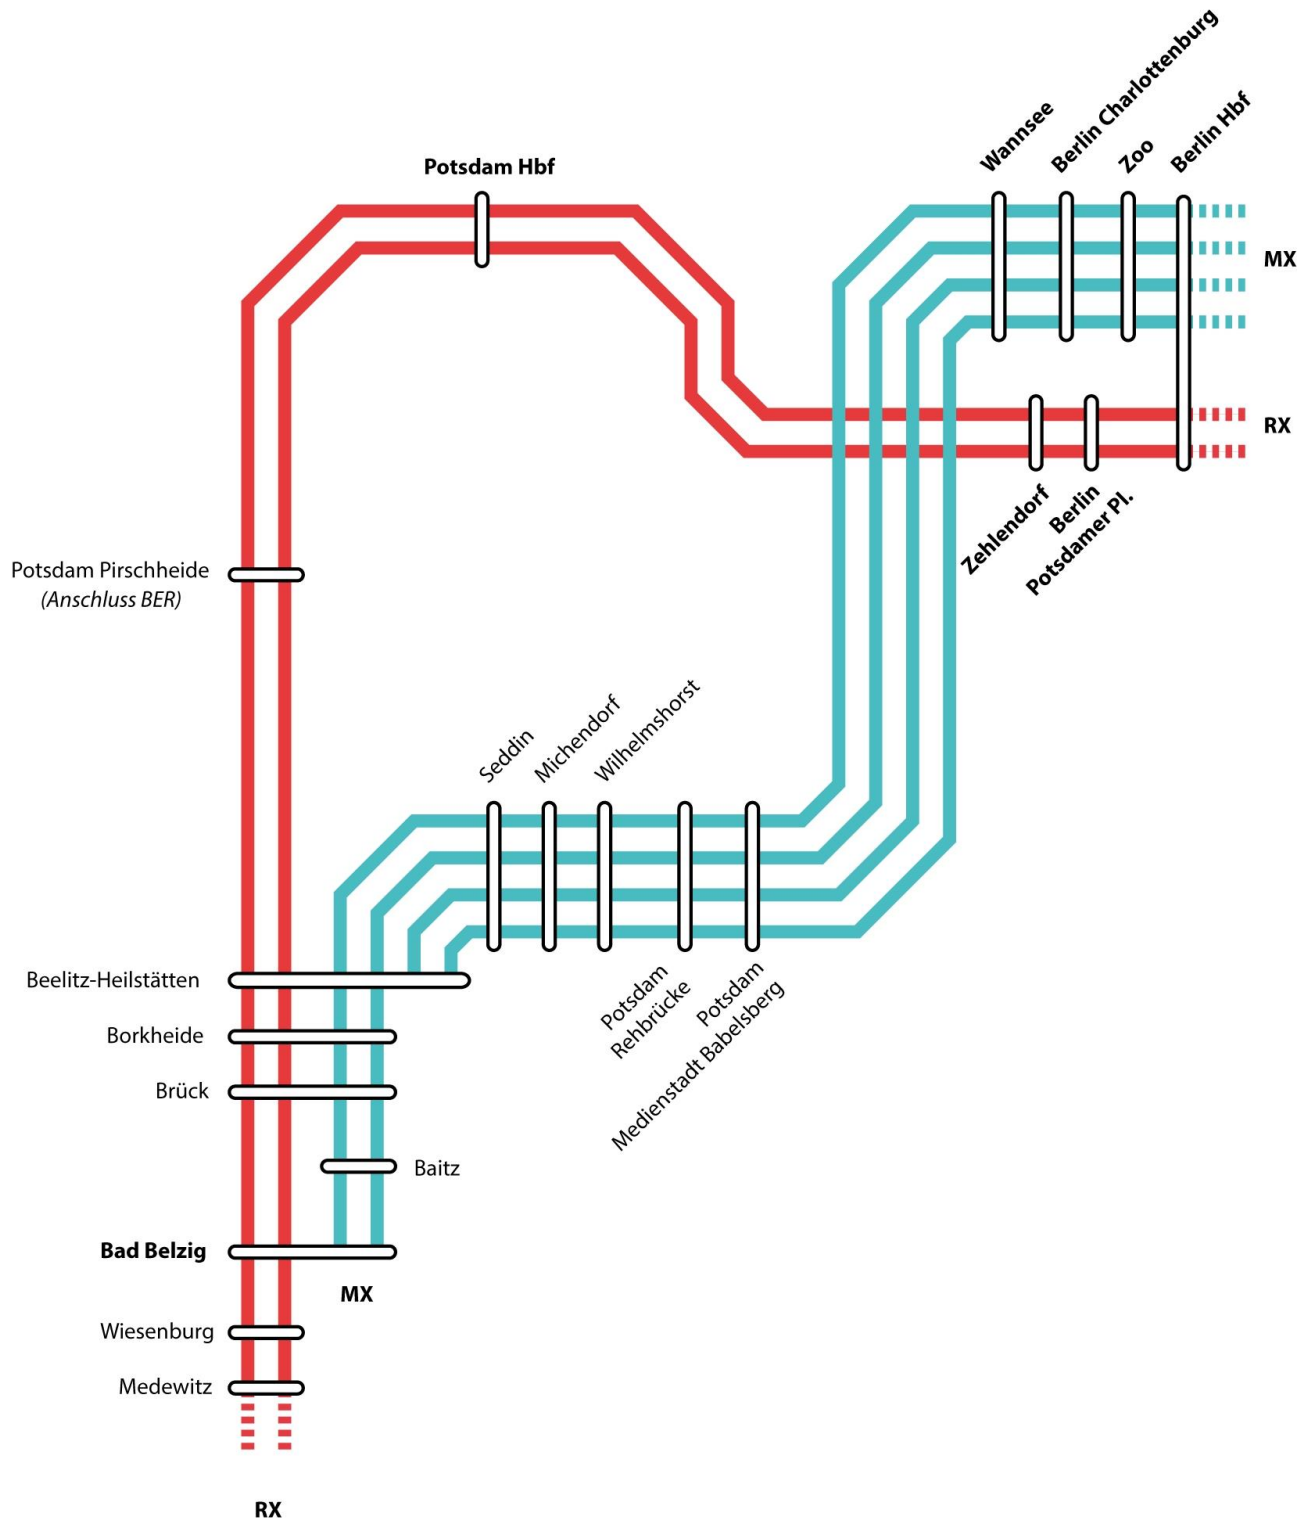 Wannsee
Berlin Charlottenburg
Zoo
Berlin Hbf
Potsdam Hbf
MX
RX
Zehlendorf
Berlin
Potsdamer Pl.
Potsdam Pirschheide
(Anschluss BER)
Seddin
Michendorf
Wilhelmshorst
Beelitz-Heilstätten
Potsdam
Rehbrücke
Potsdam
Medienstadt Babelsberg
Borkheide
Brück
Baitz
Bad Belzig
MX
Wiesenburg
Medewitz
RX